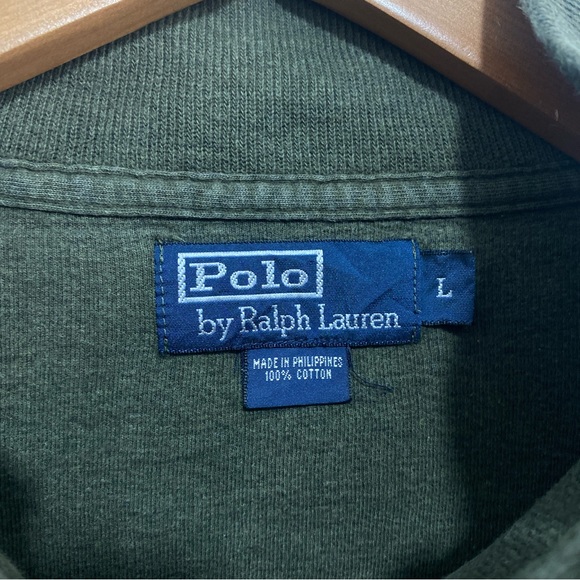 Polo
by Ralph Lauren
L
MADE IN PHILIPPINES
100% COTTON